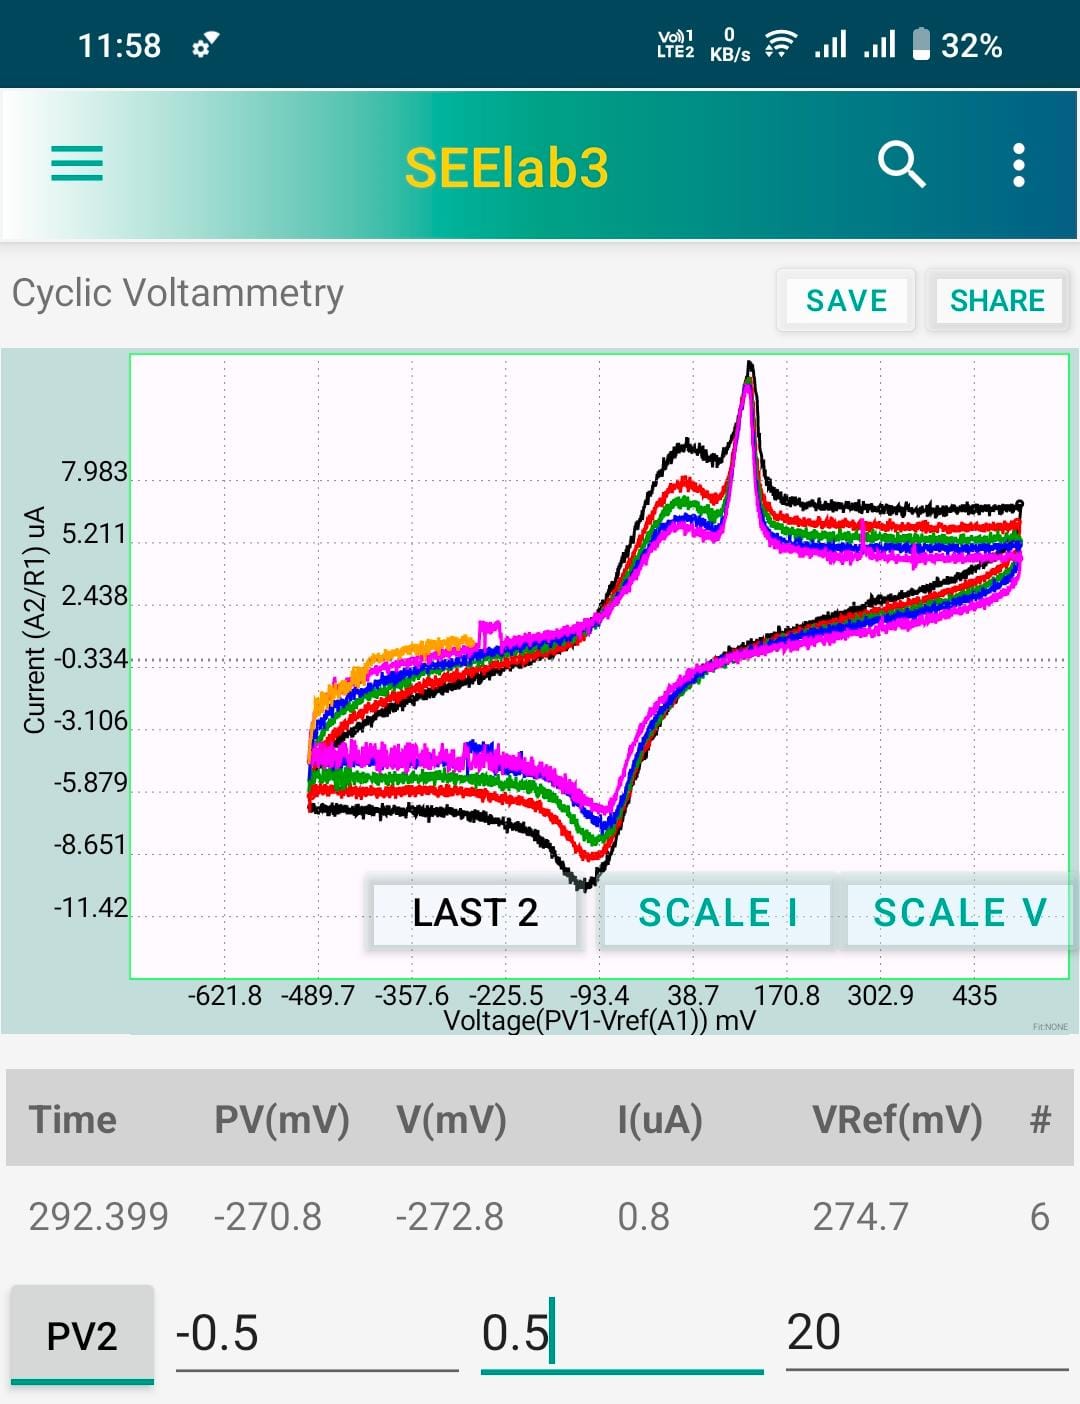 11:58 Vo)) 1 LTE2 0 KB/s 32%
SEElab3
Cyclic Voltammetry SAVE SHARE
Current (A2/R1) uA
7.983
5.211
2.438
-0.334
-3.106
-5.879
-8.651
-11.42
LAST 2 SCALE I SCALE V
-621.8 -489.7 -357.6 -225.5 -93.4 38.7 170.8 302.9 435
Voltage(PV1-Vref(A1)) mV
Fit:NONE
Time PV(mV) V(mV) I(uA) VRef(mV) #
292.399 -270.8 -272.8 0.8 274.7 6
PV2 -0.5 0.5 20